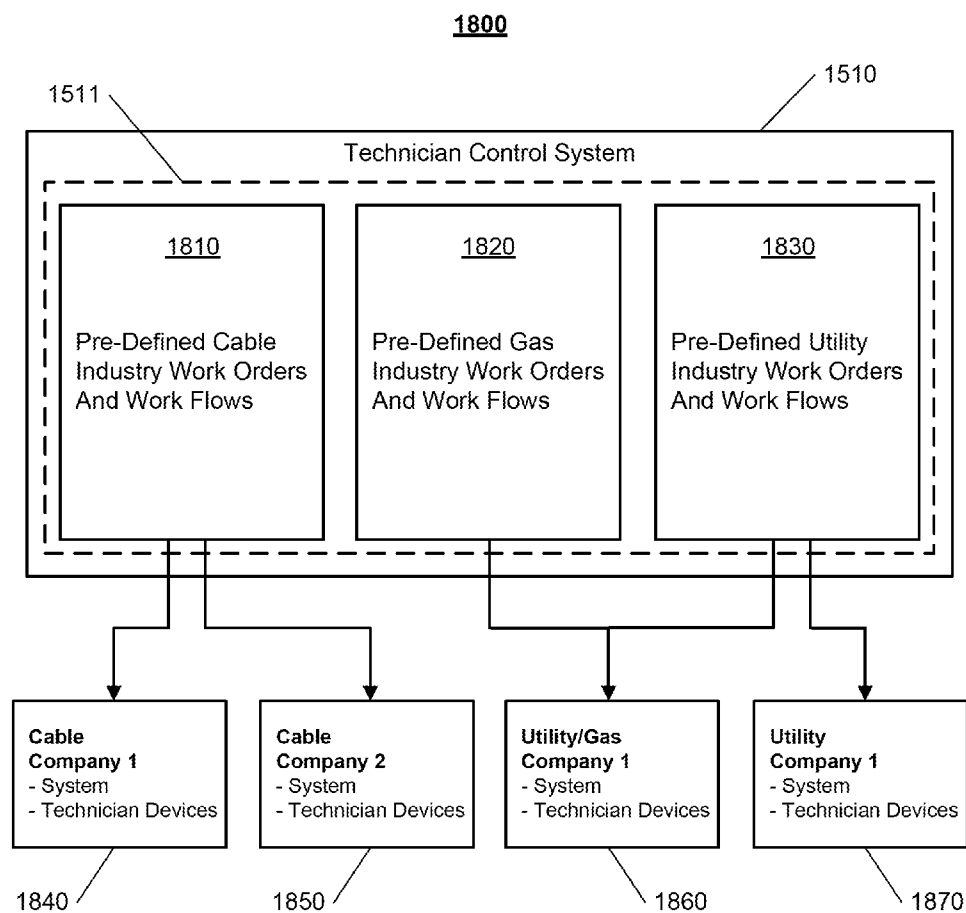 1800
1511
1510
Technician Control System
1810
Pre-Defined Cable
Industry Work Orders
And Work Flows
1820
Pre-Defined Gas
Industry Work Orders
And Work Flows
1830
Pre-Defined Utility
Industry Work Orders
And Work Flows
Cable
Company 1
- System
- Technician Devices
Cable
Company 2
- System
- Technician Devices
Utility/Gas
Company 1
- System
- Technician Devices
Utility
Company 1
- System
- Technician Devices
1840
1850
1860
1870